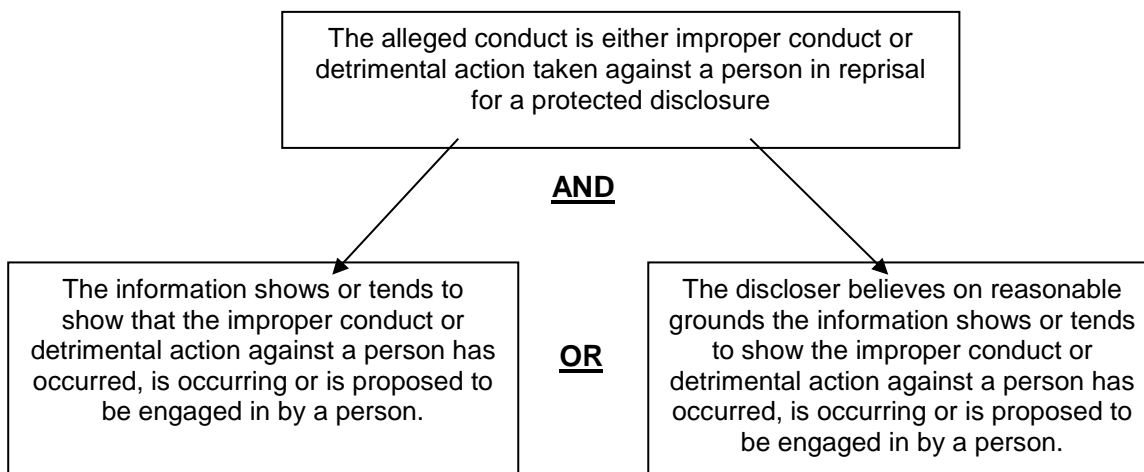 The alleged conduct is either improper conduct or
detrimental action taken against a person in reprisal
for a protected disclosure
AND
The information shows or tends to
show that the improper conduct or
detrimental action against a person has
occurred, is occurring or is proposed to
be engaged in by a person.
OR
The discloser believes on reasonable
grounds the information shows or tends
to show the improper conduct or
detrimental action against a person has
occurred, is occurring or is proposed to
be engaged in by a person.